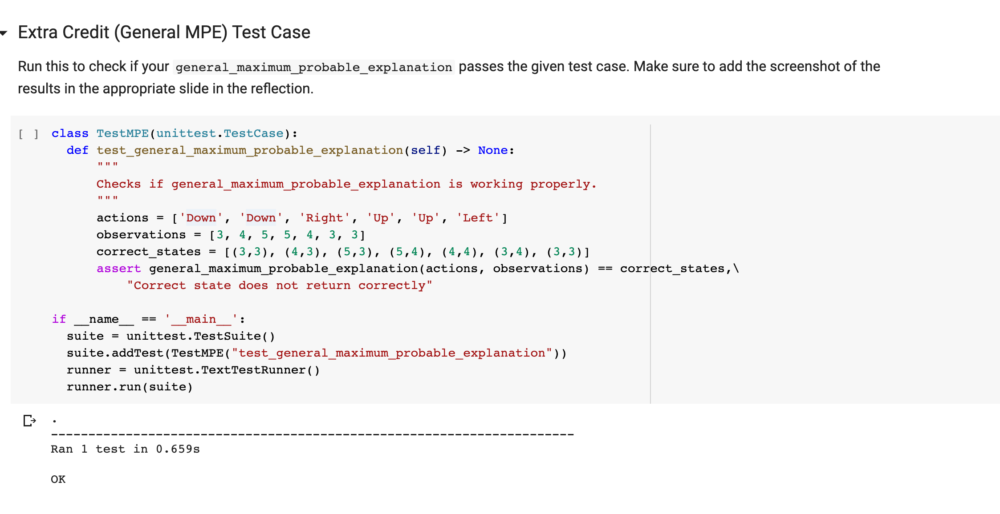 Extra Credit (General MPE) Test Case
Run this to check if your general_maximum_probable_explanation passes the given test case. Make sure to add the screenshot of the
results in the appropriate slide in the reflection.
[ ] class TestMPE(unittest.TestCase):
  def test_general_maximum_probable_explanation(self) -> None:
      """
      Checks if general_maximum_probable_explanation is working properly.
      """
      actions = ['Down', 'Down', 'Right', 'Up', 'Up', 'Left']
      observations = [3, 4, 5, 5, 4, 3, 3]
      correct_states = [(3,3), (4,3), (5,3), (5,4), (4,4), (3,4), (3,3)]
      assert general_maximum_probable_explanation(actions, observations) == correct_states,\
          "Correct state does not return correctly"
if __name__ == '__main__':
  suite = unittest.TestSuite()
  suite.addTest(TestMPE("test_general_maximum_probable_explanation"))
  runner = unittest.TextTestRunner()
  runner.run(suite)
.
----------------------------------------------------------------------
Ran 1 test in 0.659s
OK